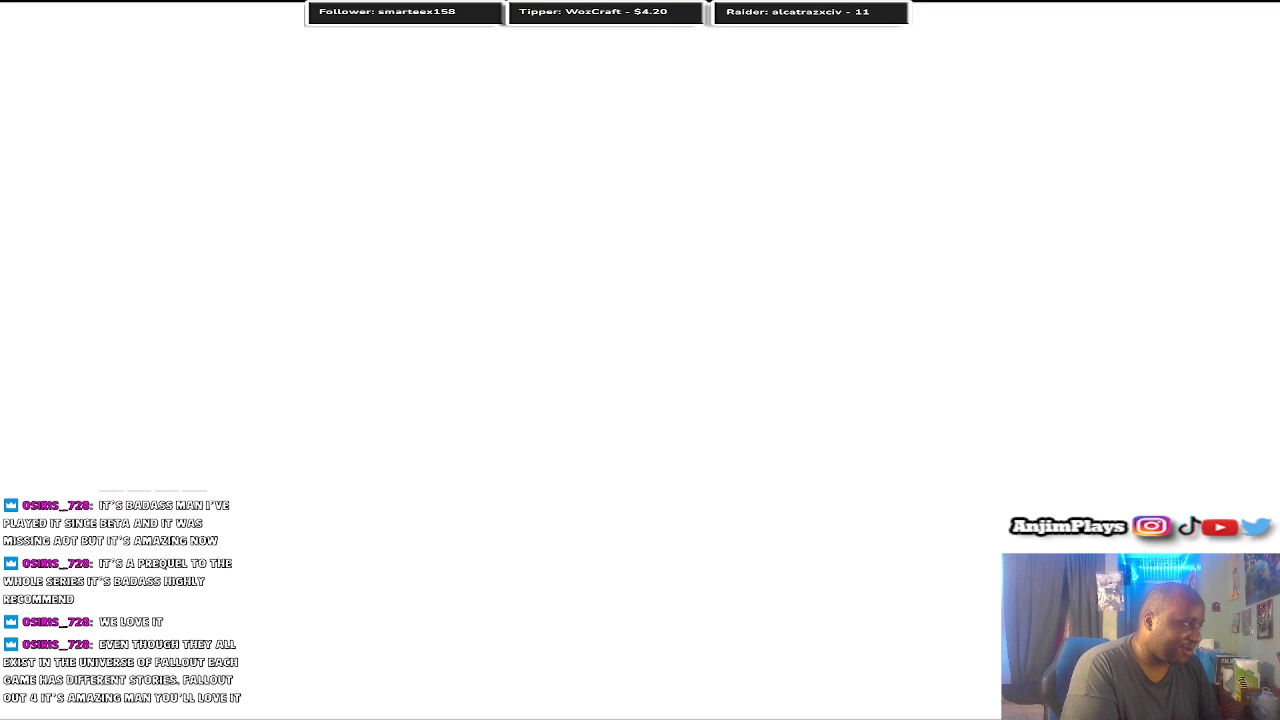 Follower: smarteex158
Tipper: WozCraft - $4.20
Raider: alcatrazxciv - 11
OSIRIS_728: IT'S BADASS MAN I'VE
PLAYED IT SINCE BETA AND IT WAS
MISSING AOT BUT IT'S AMAZING NOW
OSIRIS_728: IT'S A PREQUEL TO THE
WHOLE SERIES IT'S BADASS HIGHLY
RECOMMEND
OSIRIS_728: WE LOVE IT
OSIRIS_728: EVEN THOUGH THEY ALL
EXIST IN THE UNIVERSE OF FALLOUT EACH
GAME HAS DIFFERENT STORIES. FALLOUT
OUT 4 IT'S AMAZING MAN YOU'LL LOVE IT
AnjimPlays